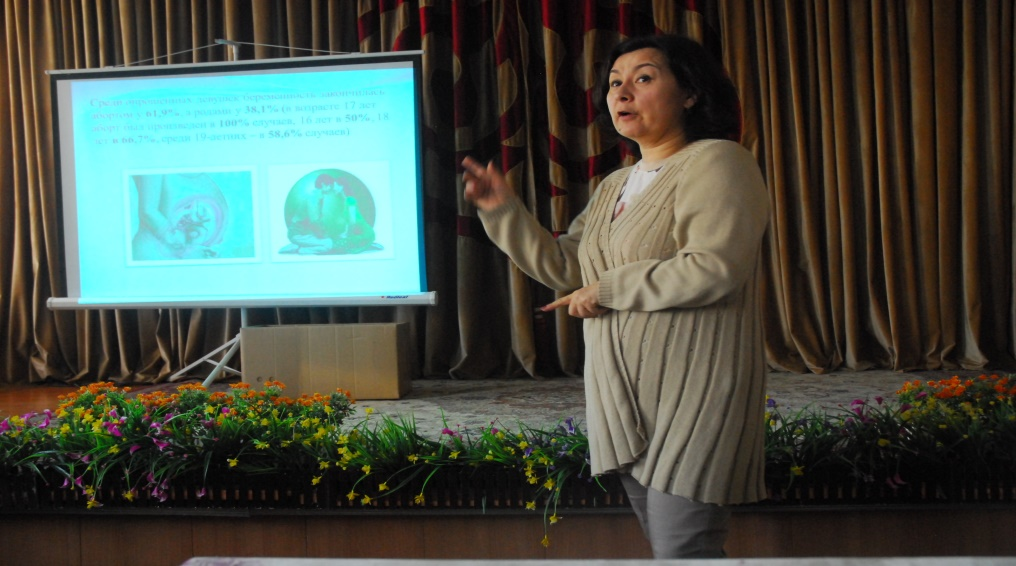 Среди опрошенных девушек беременность закончилась
абортом у 61,9%, а родами у 38,1% (в возрасте 17 лет
аборт был произведен в 100% случаев, 16 лет в 50%, 18
лет в 66,7%, среди 19-летних – в 58,6% случаев)